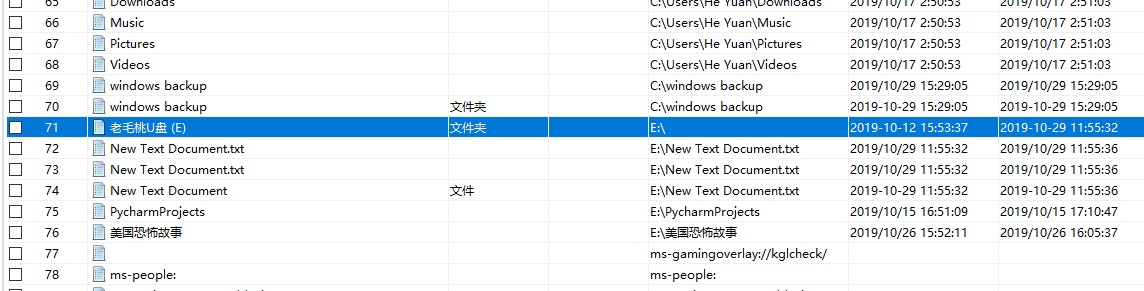 65 Downloads C:\Users\He Yuan\Downloads 2019/10/17 2:50:53 2019/10/17 2:51:03
66 Music C:\Users\He Yuan\Music 2019/10/17 2:50:53 2019/10/17 2:51:03
67 Pictures C:\Users\He Yuan\Pictures 2019/10/17 2:50:53 2019/10/17 2:51:03
68 Videos C:\Users\He Yuan\Videos 2019/10/17 2:50:53 2019/10/17 2:51:03
69 windows backup C:\windows backup 2019/10/29 15:29:05 2019/10/29 15:29:05
70 windows backup 文件夹 C:\windows backup 2019-10-29 15:29:05 2019-10-29 15:29:05
71 老毛桃U盘 (E) 文件夹 E:\ 2019-10-12 15:53:37 2019-10-29 11:55:32
72 New Text Document.txt E:\New Text Document.txt 2019/10/29 11:55:32 2019/10/29 11:55:36
73 New Text Document.txt E:\New Text Document.txt 2019/10/29 11:55:32 2019/10/29 11:55:36
74 New Text Document 文件 E:\New Text Document.txt 2019-10-29 11:55:32 2019-10-29 11:55:36
75 PycharmProjects E:\PycharmProjects 2019/10/15 16:51:09 2019/10/15 17:10:47
76 美国恐怖故事 E:\美国恐怖故事 2019/10/26 15:52:11 2019/10/26 16:05:37
77 ms-gamingoverlay://kglcheck/
78 ms-people: ms-people: